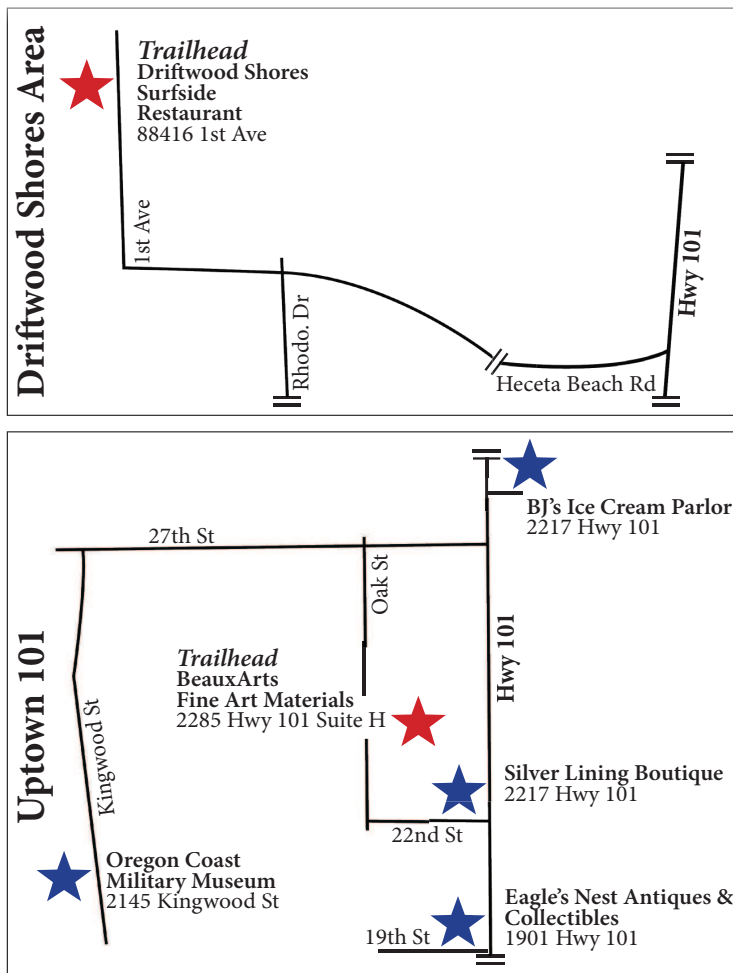 Driftwood Shores Area
Trailhead
Driftwood Shores
Surfside
Restaurant
88416 1st Ave
1st Ave
Rhodo. Dr
Hwy 101
Heceta Beach Rd
Uptown 101
BJ's Ice Cream Parlor
2217 Hwy 101
27th St
Oak St
Hwy 101
Trailhead
BeauxArts
Fine Art Materials
2285 Hwy 101 Suite H
Kingwood St
Silver Lining Boutique
2217 Hwy 101
22nd St
Oregon Coast
Military Museum
2145 Kingwood St
Eagle's Nest Antiques &
Collectibles
1901 Hwy 101
19th St